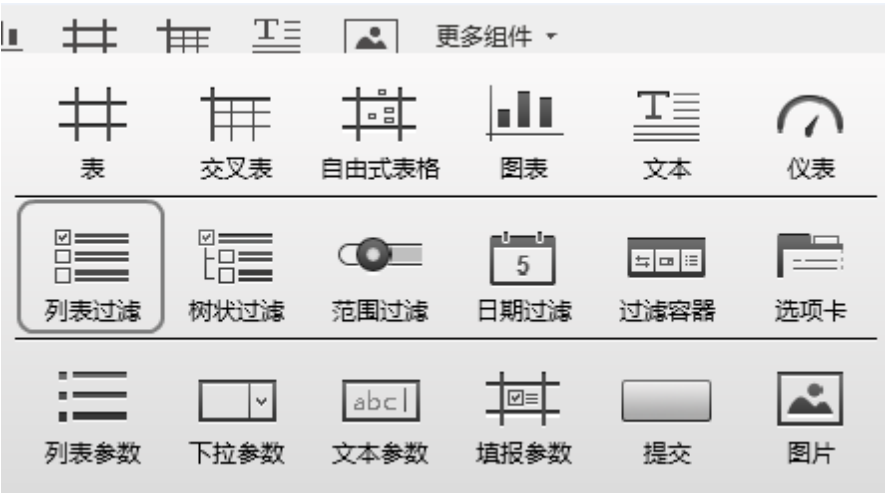 更多组件
表 交叉表 自由式表格 图表 文本 仪表
5
列表过滤 树状过滤 范围过滤 日期过滤 过滤容器 选项卡
abc
列表参数 下拉参数 文本参数 填报参数 提交 图片